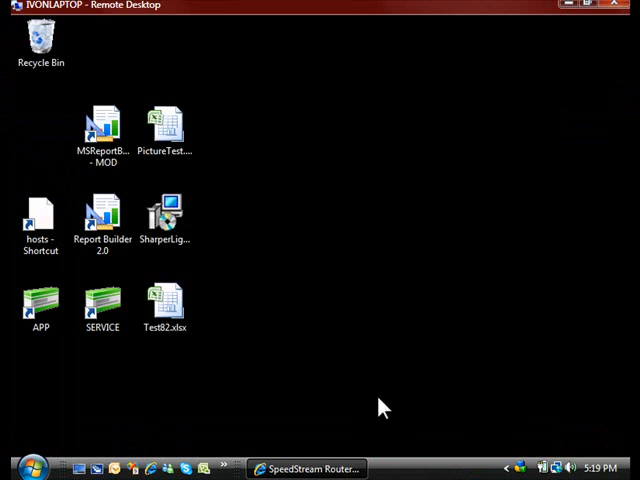 IVONLAPTOP - Remote Desktop
Recycle Bin
MSReportB...
- MOD
PictureTest....
hosts -
Shortcut
Report Builder
2.0
SharperLig...
APP
SERVICE
Test82.xlsx
SpeedStream Router...
5:19 PM